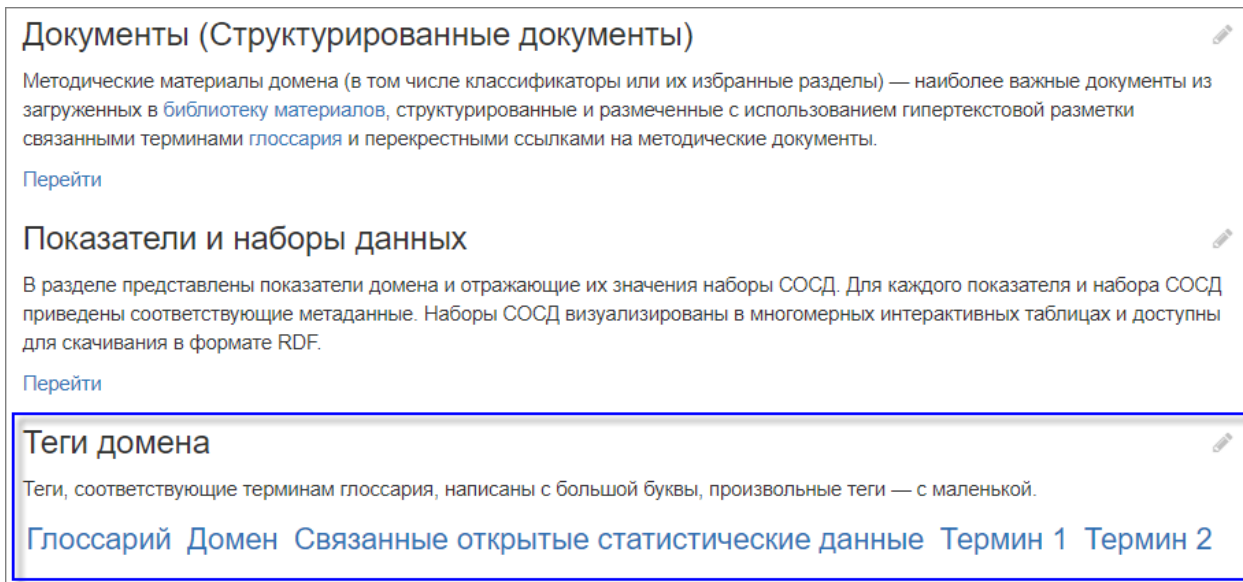 Документы (Структурированные документы)
Методические материалы домена (в том числе классификаторы или их избранные разделы) — наиболее важные документы из
загруженных в библиотеку материалов, структурированные и размеченные с использованием гипертекстовой разметки
связанными терминами глоссария и перекрестными ссылками на методические документы.
Перейти
Показатели и наборы данных
В разделе представлены показатели домена и отражающие их значения наборы СОСД. Для каждого показателя и набора СОСД
приведены соответствующие метаданные. Наборы СОСД визуализированы в многомерных интерактивных таблицах и доступны
для скачивания в формате RDF.
Перейти
Теги домена
Теги, соответствующие терминам глоссария, написаны с большой буквы, произвольные теги — с маленькой.
Глоссарий Домен Связанные открытые статистические данные Термин 1 Термин 2